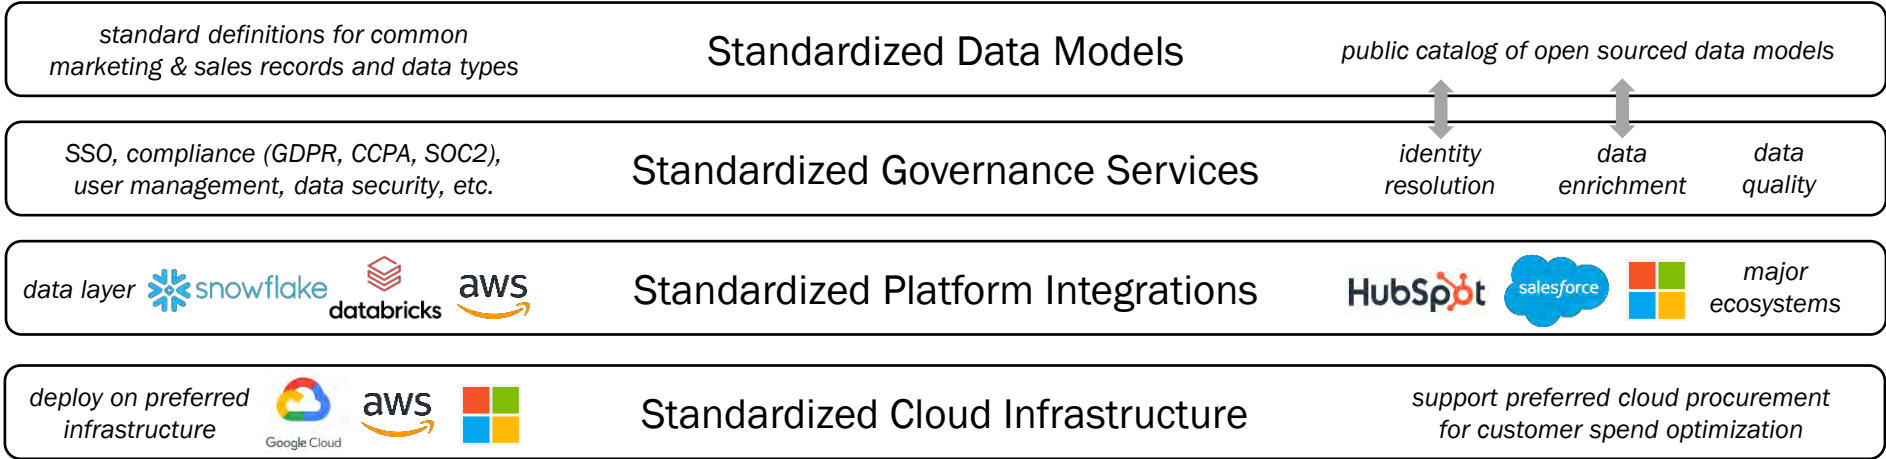 standard definitions for common
marketing & sales records and data types
Standardized Data Models
public catalog of open sourced data models
SSO, compliance (GDPR, CCPA, SOC2),
user management, data security, etc.
Standardized Governance Services
identity
resolution
data
enrichment
data
quality
data layer
snowflake
databricks
aws
Standardized Platform Integrations
HubSpot
salesforce
major
ecosystems
deploy on preferred
infrastructure
Google Cloud
aws
Standardized Cloud Infrastructure
support preferred cloud procurement
for customer spend optimization